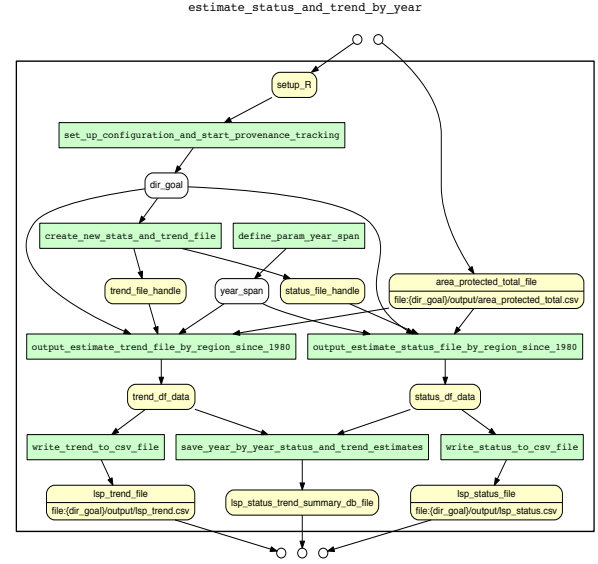 estimate_status_and_trend_by_year
setup_R
set_up_configuration_and_start_provenance_tracking
dir_goal
create_new_stats_and_trend_file
define_param_year_span
trend_file_handle
year_span
status_file_handle
area_protected_total_file
file:{dir_goal}/output/area_protected_total.csv
output_estimate_trend_file_by_region_since_1980
output_estimate_status_file_by_region_since_1980
trend_df_data
status_df_data
write_trend_to_csv_file
save_year_by_year_status_and_trend_estimates
write_status_to_csv_file
lsp_trend_file
file:{dir_goal}/output/lsp_trend.csv
lsp_status_trend_summary_db_file
lsp_status_file
file:{dir_goal}/output/lsp_status.csv